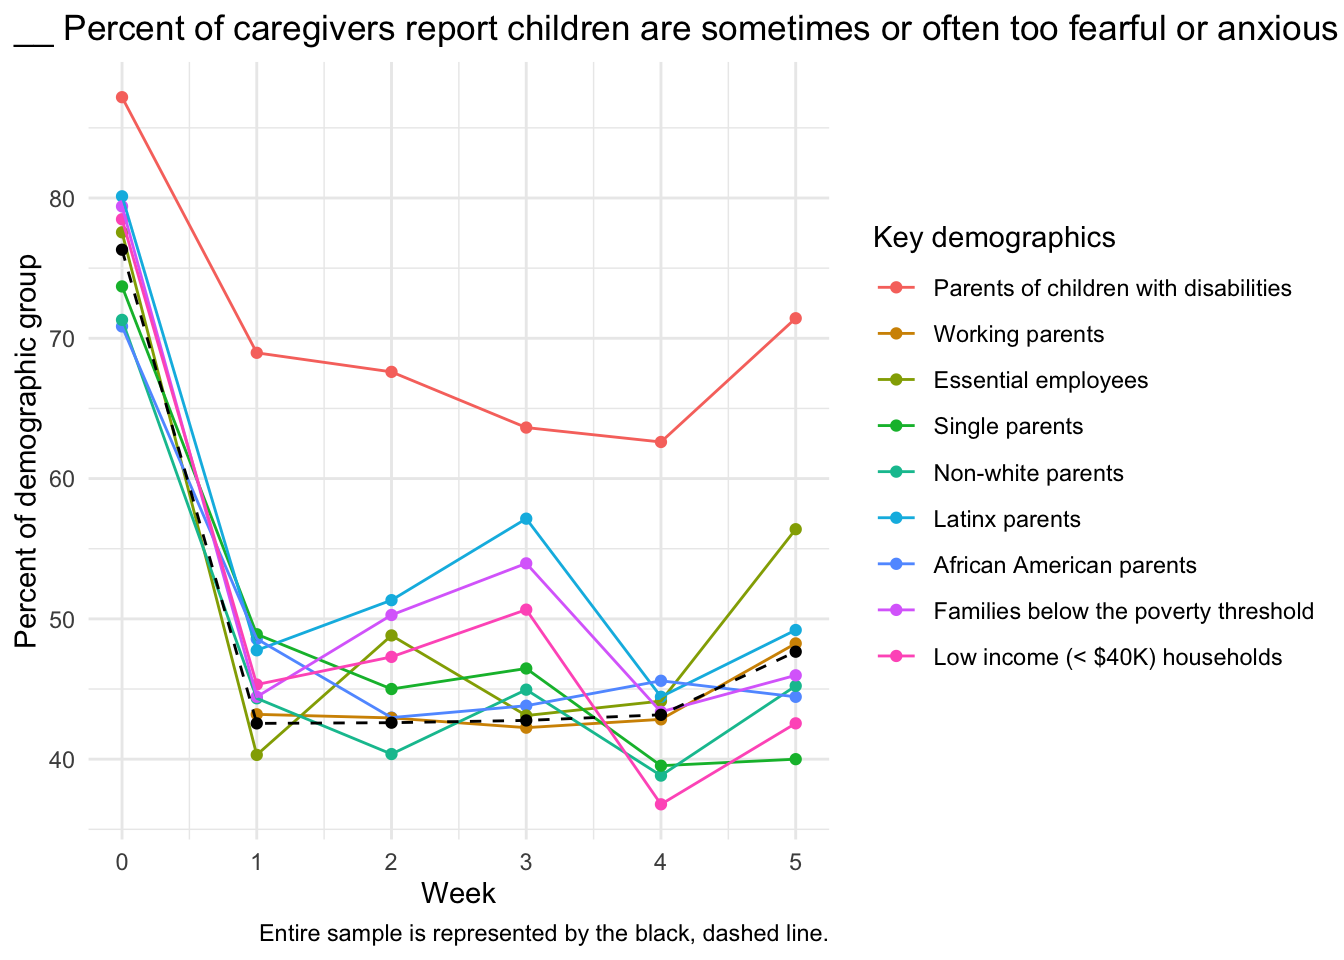 __ Percent of caregivers report children are sometimes or often too fearful or anxious
Percent of demographic group
80
70
60
50
40
0 1 2 3 4 5
Week
Key demographics
Parents of children with disabilities
Working parents
Essential employees
Single parents
Non-white parents
Latinx parents
African American parents
Families below the poverty threshold
Low income (< $40K) households
Entire sample is represented by the black, dashed line.